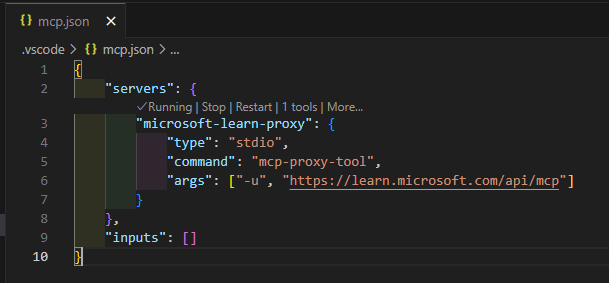 {} mcp.json ×
.vscode > {} mcp.json > ...
1 {
2 "servers": {
✓Running | Stop | Restart | 1 tools | More...
3 "microsoft-learn-proxy": {
4 "type": "stdio",
5 "command": "mcp-proxy-tool",
6 "args": ["-u", "https://learn.microsoft.com/api/mcp"]
7 }
8 },
9 "inputs": []
10 }